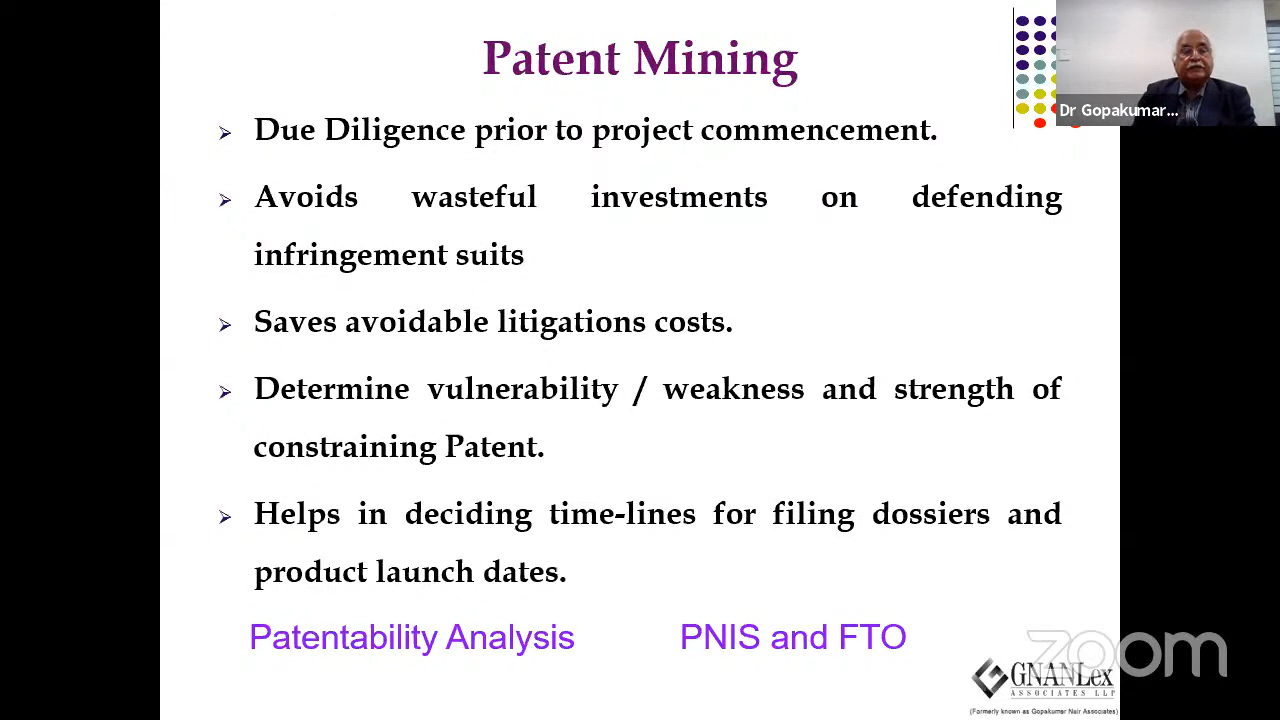 Patent Mining
Dr Gopakumar...
➢ Due Diligence prior to project commencement.
➢ Avoids wasteful investments on defending
infringement suits
➢ Saves avoidable litigations costs.
➢ Determine vulnerability / weakness and strength of
constraining Patent.
➢ Helps in deciding time-lines for filing dossiers and
product launch dates.
Patentability Analysis PNIS and FTO
zoom
GNANLex
ASSOCIATES LLP
(Formerly known as Gopakumar Nair Associates)